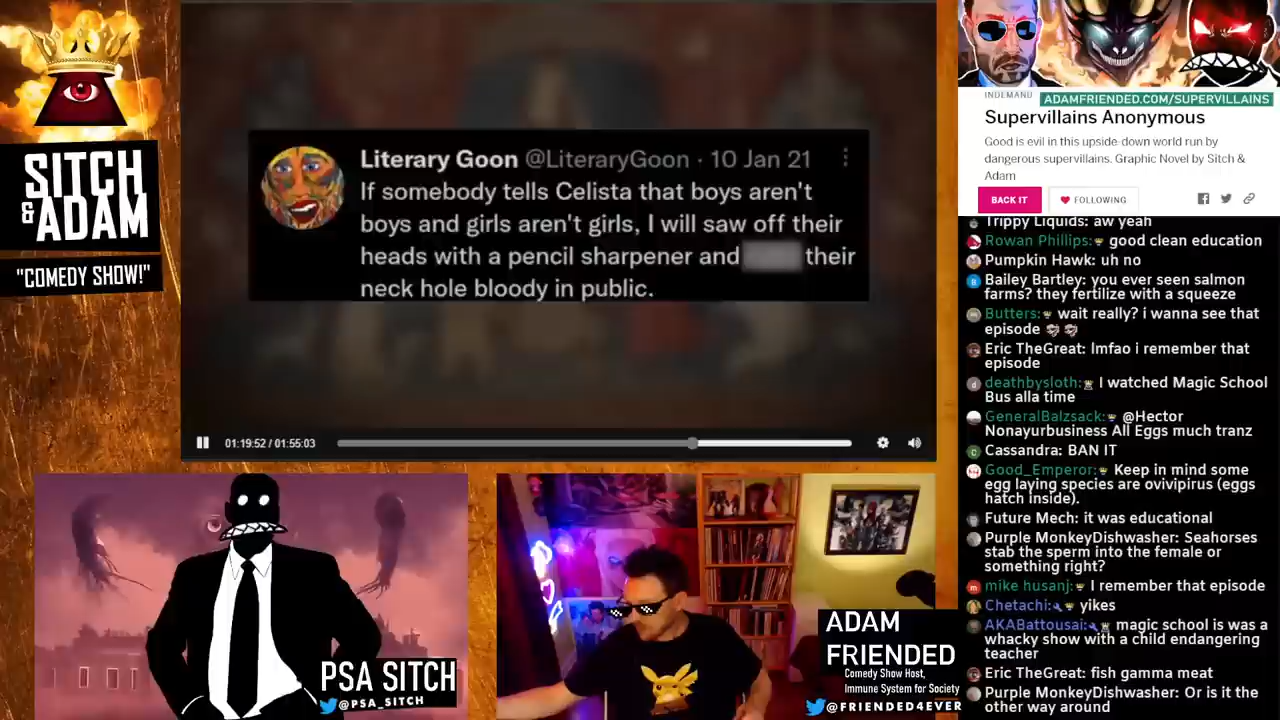 SITCH
& ADAM
"COMEDY SHOW!"
Literary Goon @LiteraryGoon · 10 Jan 21
If somebody tells Celista that boys aren't
boys and girls aren't girls, I will saw off their
heads with a pencil sharpener and their
neck hole bloody in public.
01:19:52 / 01:55:03
PSA SITCH
@PSA_SITCH
ADAM
FRIENDED
Comedy Show Host,
Immune System for Society
@FRIENDED4EVER
INDEMAND
ADAMFRIENDED.COM/SUPERVILLAINS
Supervillains Anonymous
Good is evil in this upside-down world run by
dangerous supervillains. Graphic Novel by Sitch &
Adam
BACK IT
FOLLOWING
Trippy Liquids: aw yeah
Rowan Phillips: good clean education
Pumpkin Hawk: uh no
Bailey Bartley: you ever seen salmon
farms? they fertilize with a squeeze
Butters: wait really? i wanna see that
episode
Eric TheGreat: lmfao i remember that
episode
deathbysloth: I watched Magic School
Bus alla time
GeneralBalzsack: @Hector
Nonayurbusiness All Eggs much tranz
Cassandra: BAN IT
Good_Emperor: Keep in mind some
egg laying species are ovivipirus (eggs
hatch inside).
Future Mech: it was educational
Purple MonkeyDishwasher: Seahorses
stab the sperm into the female or
something right?
mike husanj: I remember that episode
Chetachi: yikes
AKABattousai: magic school is was a
whacky show with a child endangering
teacher
Eric TheGreat: fish gamma meat
Purple MonkeyDishwasher: Or is it the
other way around